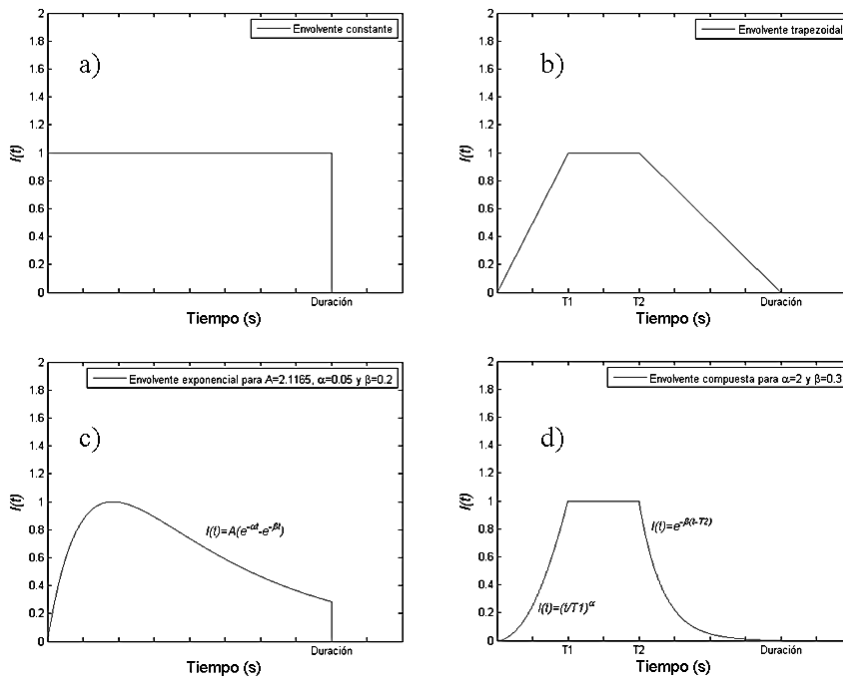 2
Envolvente constante
1.8
1.6
a)
1.4
1.2
I(t)
1
0.8
0.6
0.4
0.2
0
Duración
Tiempo (s)
2
Envolvente trapezoidal
1.8
1.6
b)
1.4
1.2
I(t)
1
0.8
0.6
0.4
0.2
0
T1 T2 Duración
Tiempo (s)
2
Envolvente exponencial para A=2.1165, α=0.05 y β=0.2
1.8
1.6
c)
1.4
1.2
I(t)
1
0.8
I(t)=A(e^-αt-e^-βt)
0.6
0.4
0.2
0
Duración
Tiempo (s)
2
Envolvente compuesta para α=2 y β=0.3
1.8
1.6
d)
1.4
1.2
I(t)
1
0.8
I(t)=e^-β(t-T2)
0.6
0.4
0.2
I(t)=(t/T1)^α
0
T1 T2 Duración
Tiempo (s)